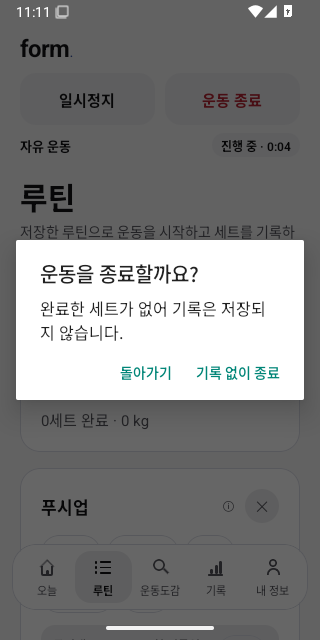 11:11
form.
일시정지
운동 종료
자유 운동
진행 중 · 0:04
루틴
저장한 루틴으로 운동을 시작하고 세트를 기록하
운동을 종료할까요?
완료한 세트가 없어 기록은 저장되
지 않습니다.
돌아가기
기록 없이 종료
0세트 완료 · 0 kg
푸시업
오늘
루틴
운동도감
기록
내 정보